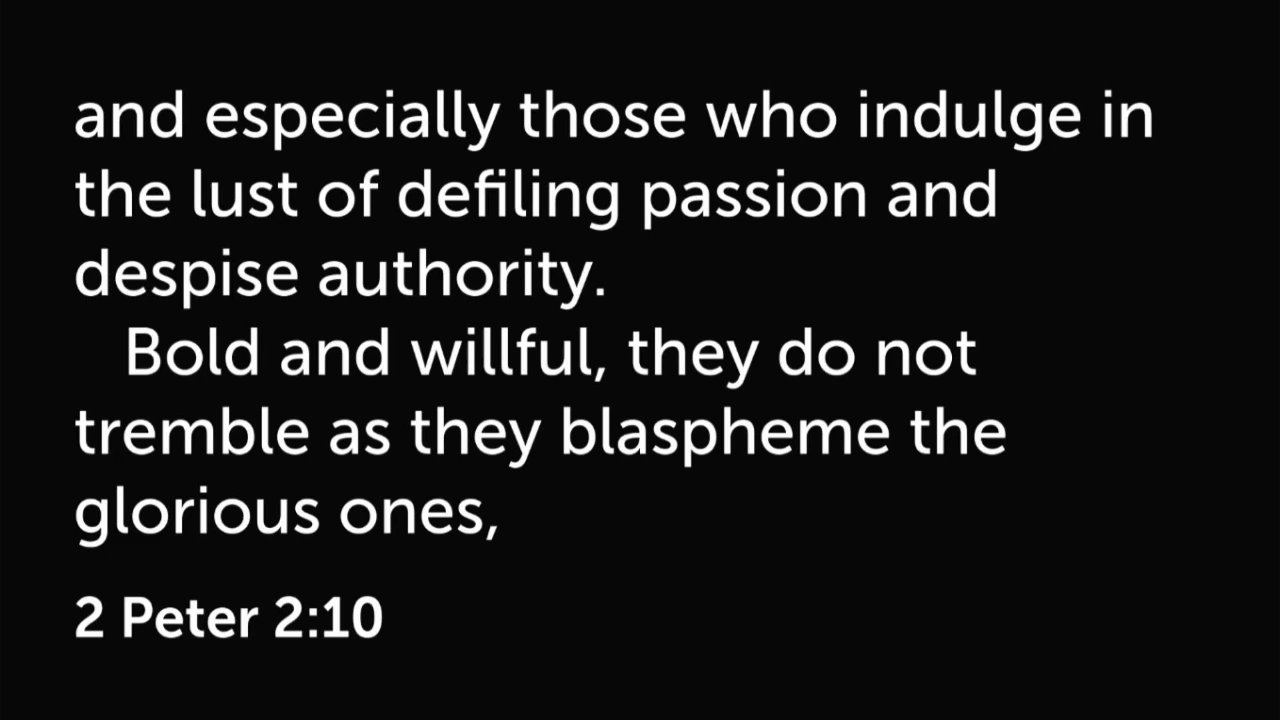 and especially those who indulge in
the lust of defiling passion and
despise authority.
Bold and willful, they do not
tremble as they blaspheme the
glorious ones,
2 Peter 2:10